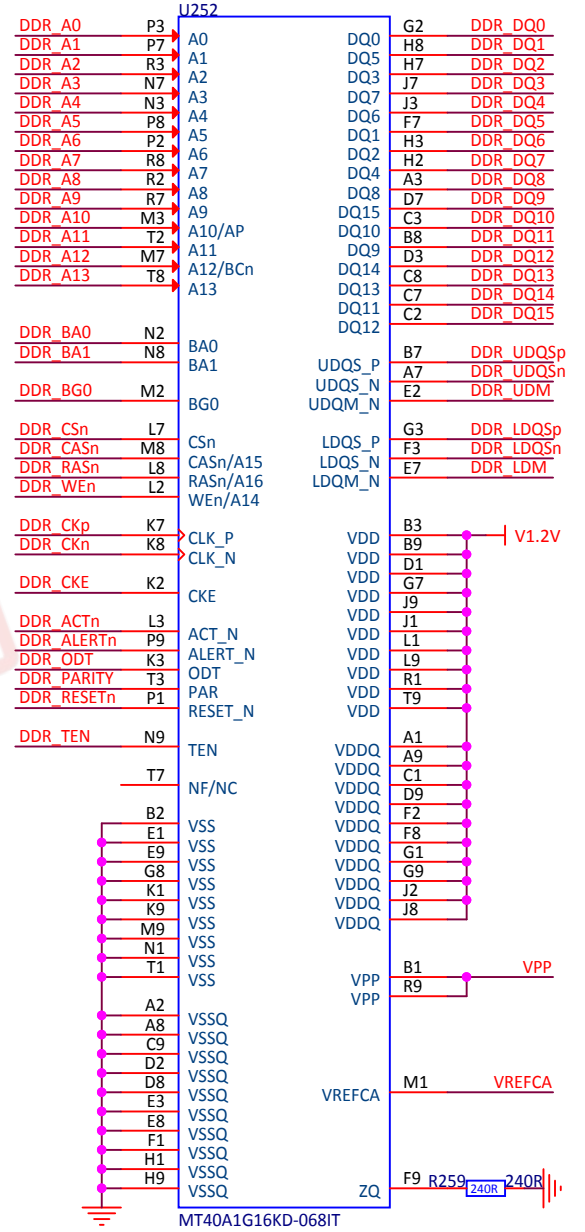 U252
DDR_A0 P3 A0 DQ0 G2 DDR_DQ0
DDR_A1 P7 A1 DQ5 H8 DDR_DQ1
DDR_A2 R3 A2 DQ3 H7 DDR_DQ2
DDR_A3 N7 A3 DQ7 J7 DDR_DQ3
DDR_A4 N3 A4 DQ6 J3 DDR_DQ4
DDR_A5 P8 A5 DQ1 F7 DDR_DQ5
DDR_A6 P2 A6 DQ2 H3 DDR_DQ6
DDR_A7 R8 A7 DQ4 H2 DDR_DQ7
DDR_A8 R2 A8 DQ8 A3 DDR_DQ8
DDR_A9 R7 A9 DQ15 D7 DDR_DQ9
DDR_A10 M3 A10/AP DQ10 C3 DDR_DQ10
DDR_A11 T2 A11 DQ9 B8 DDR_DQ11
DDR_A12 M7 A12/BCn DQ14 D3 DDR_DQ12
DDR_A13 T8 A13 DQ13 C8 DDR_DQ13
DQ11 C7 DDR_DQ14
DQ12 C2 DDR_DQ15
DDR_BA0 N2 BA0
DDR_BA1 N8 BA1 UDQS_P B7 DDR_UDQSp
UDQS_N A7 DDR_UDQSn
DDR_BG0 M2 BG0 UDQM_N E2 DDR_UDM
DDR_CSn L7 CSn LDQS_P G3 DDR_LDQSp
DDR_CASn M8 CASn/A15 LDQS_N F3 DDR_LDQSn
DDR_RASn L8 RASn/A16 LDQM_N E7 DDR_LDM
DDR_WEn L2 WEn/A14
DDR_CKp K7 CLK_P VDD B3 V1.2V
DDR_CKn K8 CLK_N VDD B9
VDD D1
DDR_CKE K2 CKE VDD G7
VDD J9
DDR_ACTn L3 ACT_N VDD J1
DDR_ALERTn P9 ALERT_N VDD L1
DDR_ODT K3 ODT VDD L9
DDR_PARITY T3 PAR VDD R1
DDR_RESETn P1 RESET_N VDD T9
DDR_TEN N9 TEN VDDQ A1
VDDQ A9
T7 NF/NC VDDQ C1
VDDQ D9
B2 VSS VDDQ F2
E1 VSS VDDQ F8
E9 VSS VDDQ G1
G8 VSS VDDQ G9
K1 VSS VDDQ J2
K9 VSS VDDQ J8
M9 VSS
N1 VSS
T1 VSS VPP B1 VPP
VPP R9
A2 VSSQ
A8 VSSQ
C9 VSSQ
D2 VSSQ
D8 VSSQ VREFCA M1 VREFCA
E3 VSSQ
E8 VSSQ
F1 VSSQ
H1 VSSQ
H9 VSSQ ZQ F9 R259 240R 240R
MT40A1G16KD-068IT